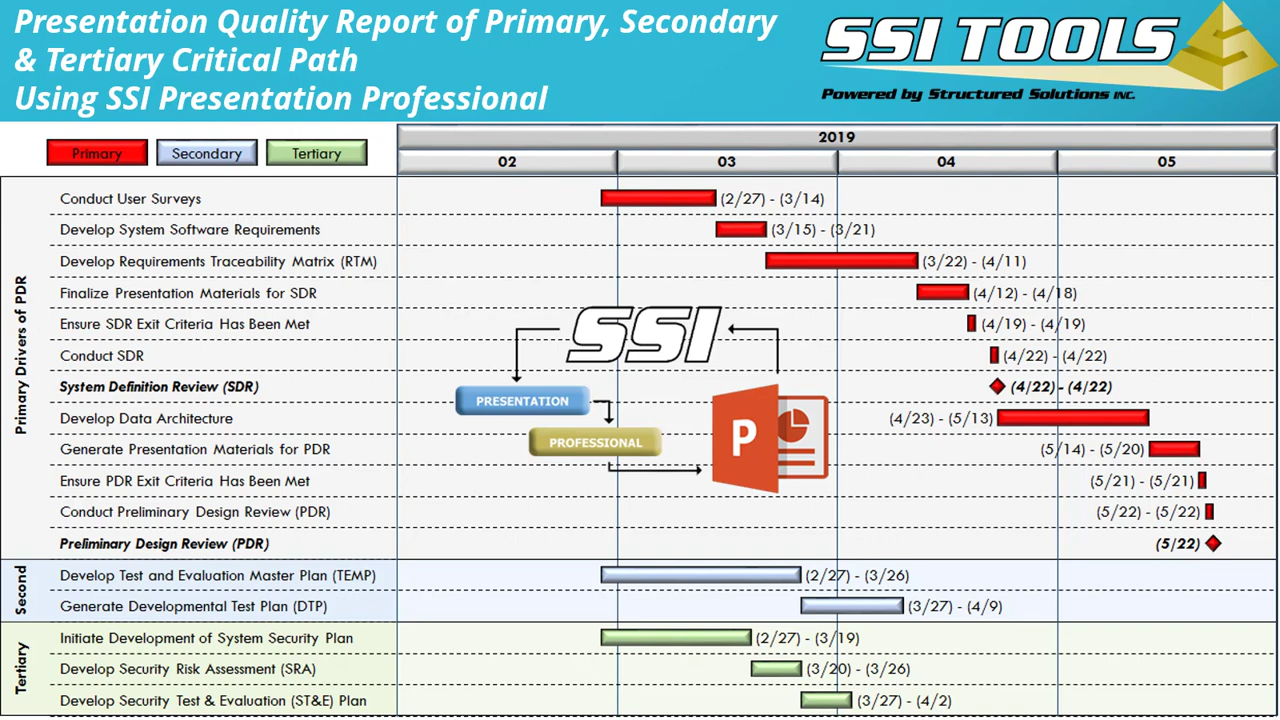 Presentation Quality Report of Primary, Secondary
& Tertiary Critical Path
Using SSI Presentation Professional
SSI TOOLS
Powered by Structured Solutions INC.
Primary
Secondary
Tertiary
2019
02
03
04
05
Primary Drivers of PDR
Conduct User Surveys
(2/27) - (3/14)
Develop System Software Requirements
(3/15) - (3/21)
Develop Requirements Traceability Matrix (RTM)
(3/22) - (4/11)
Finalize Presentation Materials for SDR
(4/12) - (4/18)
Ensure SDR Exit Criteria Has Been Met
(4/19) - (4/19)
Conduct SDR
(4/22) - (4/22)
System Definition Review (SDR)
(4/22) - (4/22)
Develop Data Architecture
(4/23) - (5/13)
Generate Presentation Materials for PDR
(5/14) - (5/20)
Ensure PDR Exit Criteria Has Been Met
(5/21) - (5/21)
Conduct Preliminary Design Review (PDR)
(5/22) - (5/22)
Preliminary Design Review (PDR)
(5/22)
SSI
PRESENTATION
PROFESSIONAL
P
Second
Develop Test and Evaluation Master Plan (TEMP)
(2/27) - (3/26)
Generate Developmental Test Plan (DTP)
(3/27) - (4/9)
Tertiary
Initiate Development of System Security Plan
(2/27) - (3/19)
Develop Security Risk Assessment (SRA)
(3/20) - (3/26)
Develop Security Test & Evaluation (ST&E) Plan
(3/27) - (4/2)